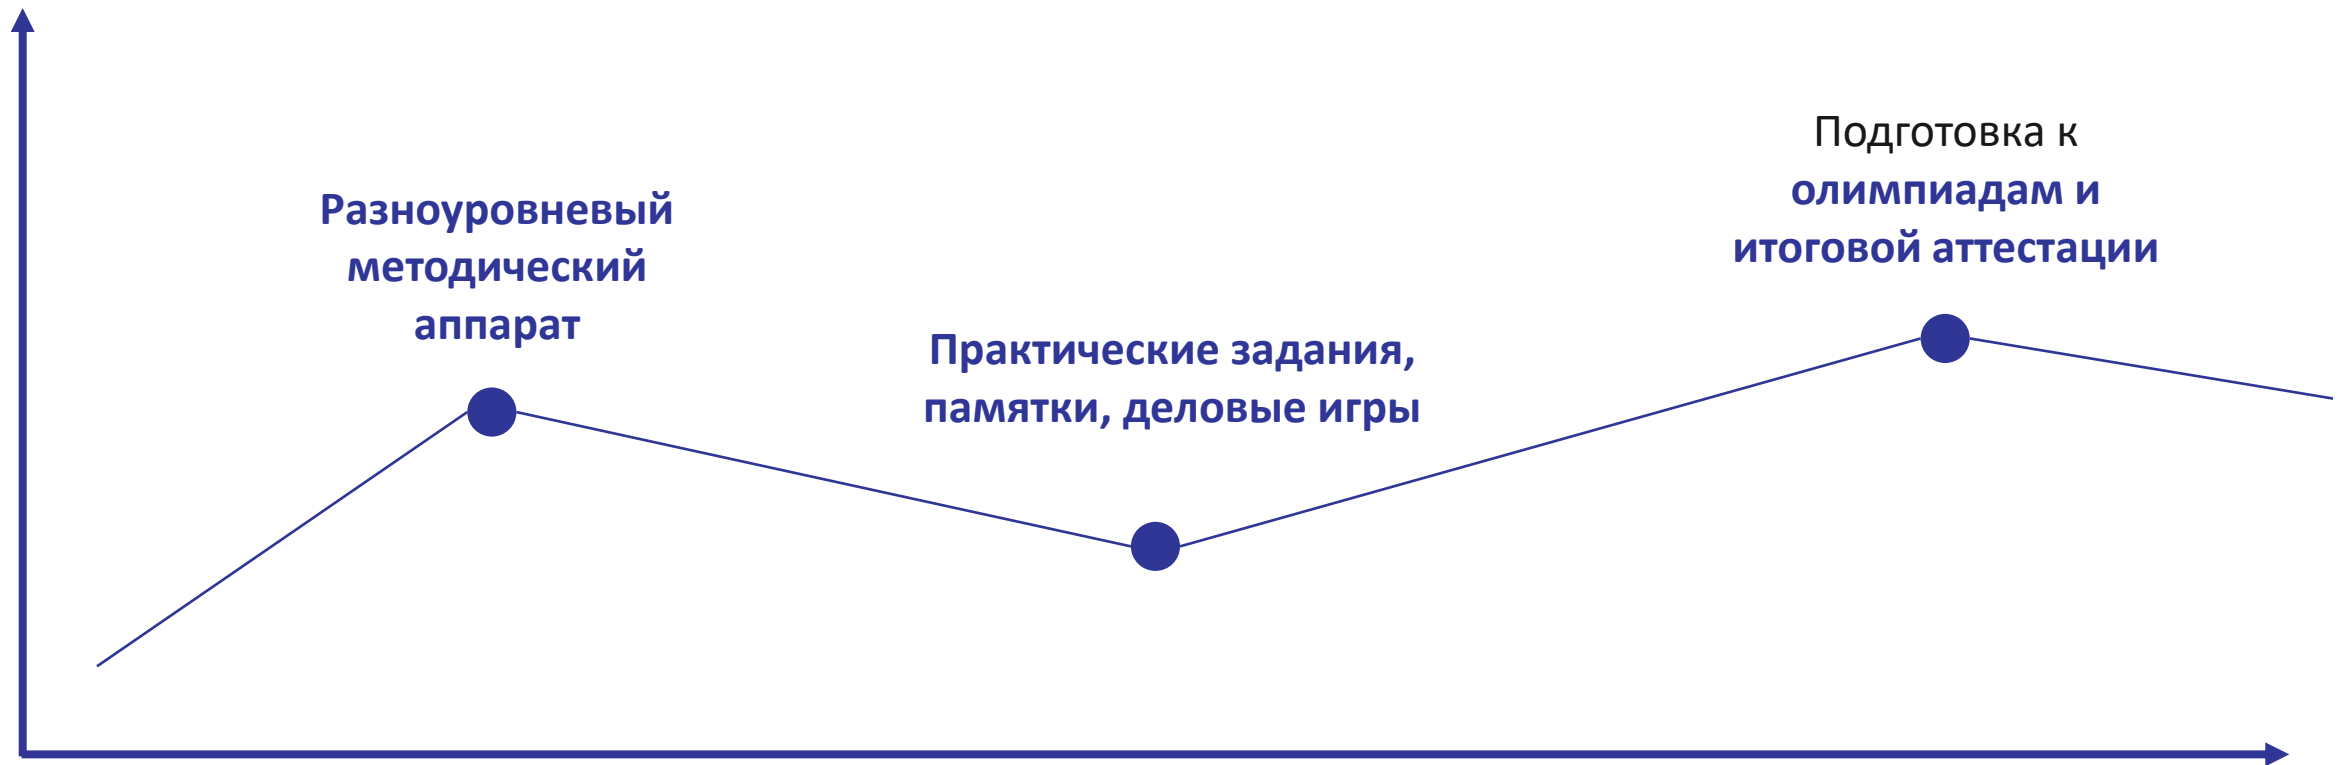 Разноуровневый
методический
аппарат
Практические задания,
памятки, деловые игры
Подготовка к
олимпиадам и
итоговой аттестации